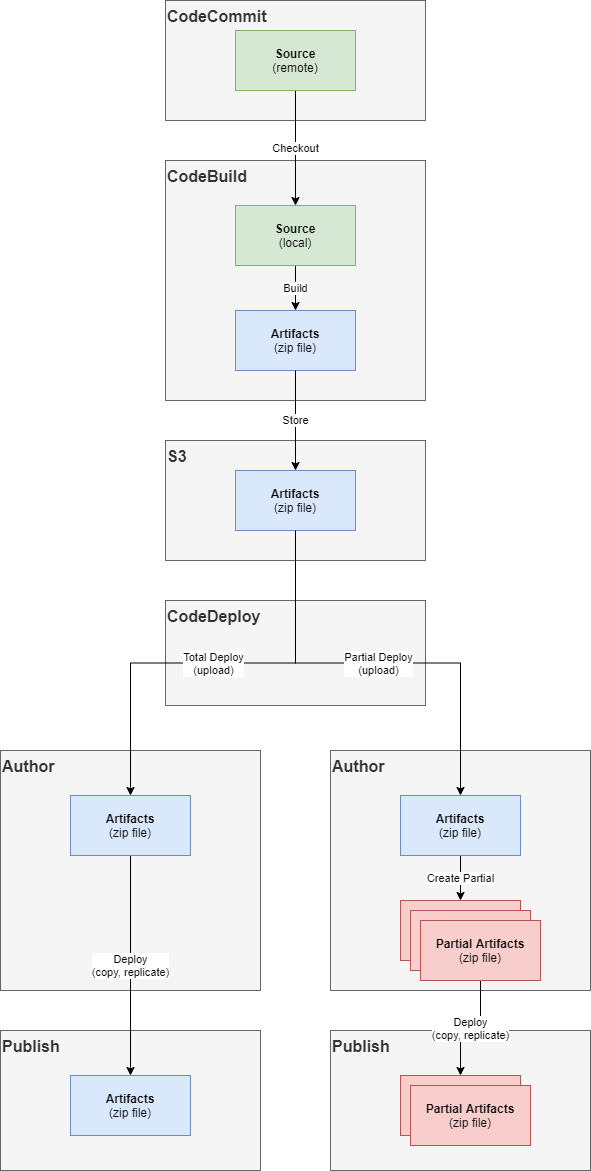 CodeCommit
Source
(remote)
Checkout
CodeBuild
Source
(local)
Build
Artifacts
(zip file)
Store
S3
Artifacts
(zip file)
CodeDeploy
Total Deploy
(upload)
Partial Deploy
(upload)
Author
Artifacts
(zip file)
Deploy
(copy, replicate)
Publish
Artifacts
(zip file)
Author
Artifacts
(zip file)
Create Partial
Partial Artifacts
(zip file)
Deploy
(copy, replicate)
Publish
Partial Artifacts
(zip file)